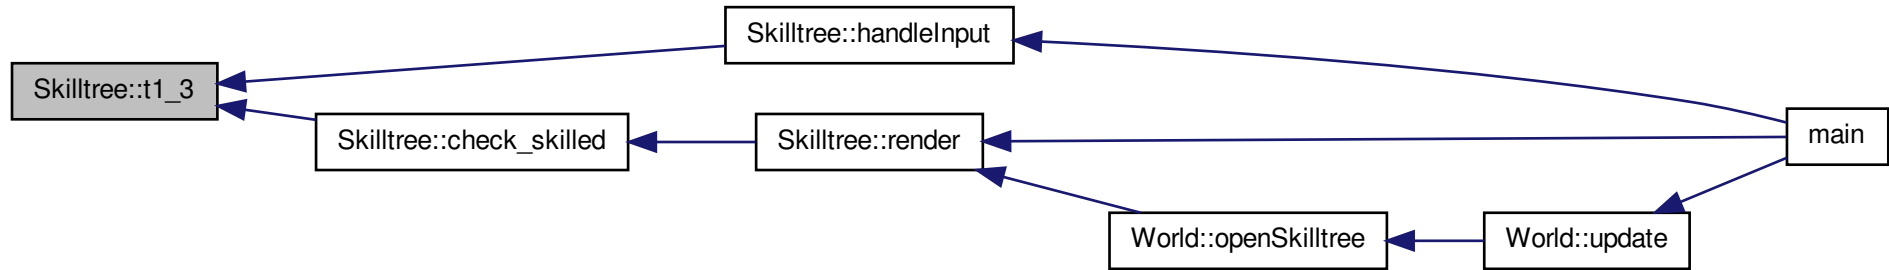 Skilltree::handleInput
Skilltree::t1_3
Skilltree::check_skilled
Skilltree::render
main
World::openSkilltree
World::update